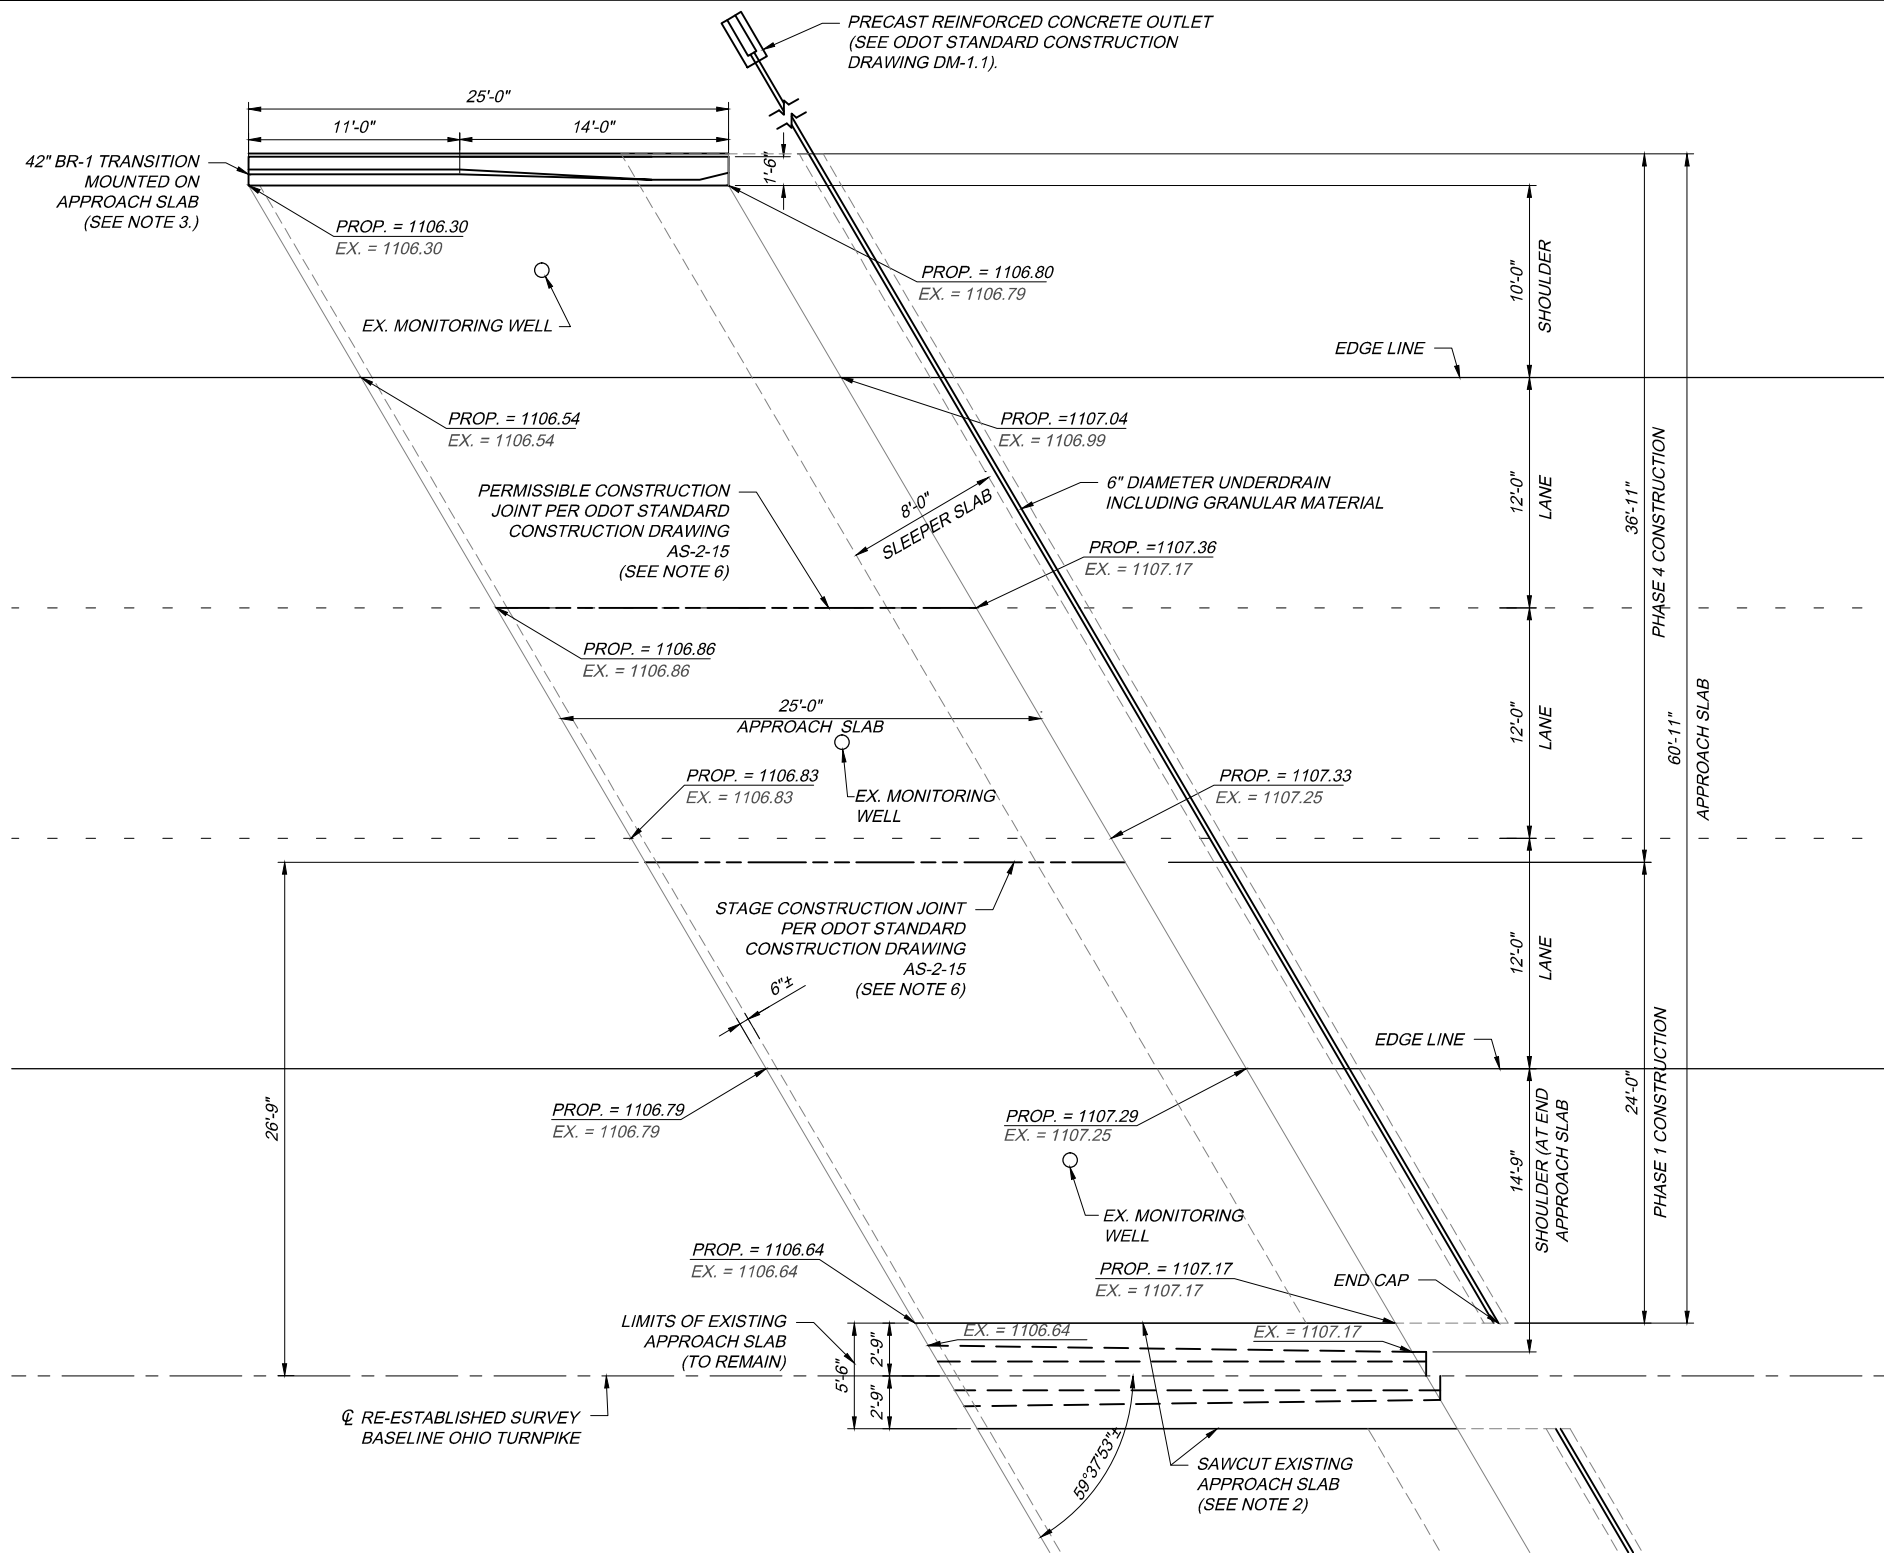 PRECAST REINFORCED CONCRETE OUTLET
(SEE ODOT STANDARD CONSTRUCTION
DRAWING DM-1.1).
25'-0"
11'-0"
14'-0"
1'-6"
42" BR-1 TRANSITION
MOUNTED ON
APPROACH SLAB
(SEE NOTE 3.)
PROP. = 1106.30
EX. = 1106.30
EX. MONITORING WELL
PROP. = 1106.80
EX. = 1106.79
10'-0"
SHOULDER
EDGE LINE
PROP. = 1106.54
EX. = 1106.54
PROP. =1107.04
EX. = 1106.99
PERMISSIBLE CONSTRUCTION
JOINT PER ODOT STANDARD
CONSTRUCTION DRAWING
AS-2-15
(SEE NOTE 6)
8'-0"
SLEEPER SLAB
6" DIAMETER UNDERDRAIN
INCLUDING GRANULAR MATERIAL
12'-0"
LANE
36'-11"
PHASE 4 CONSTRUCTION
PROP. =1107.36
EX. = 1107.17
PROP. = 1106.86
EX. = 1106.86
25'-0"
APPROACH SLAB
EX. MONITORING
WELL
12'-0"
LANE
60'-11"
APPROACH SLAB
PROP. = 1106.83
EX. = 1106.83
PROP. = 1107.33
EX. = 1107.25
STAGE CONSTRUCTION JOINT
PER ODOT STANDARD
CONSTRUCTION DRAWING
AS-2-15
(SEE NOTE 6)
12'-0"
LANE
6"±
EDGE LINE
26'-9"
PROP. = 1106.79
EX. = 1106.79
PROP. = 1107.29
EX. = 1107.25
EX. MONITORING
WELL
14'-9"
SHOULDER (AT END
APPROACH SLAB
24'-0"
PHASE 1 CONSTRUCTION
PROP. = 1106.64
EX. = 1106.64
PROP. = 1107.17
EX. = 1107.17
END CAP
LIMITS OF EXISTING
APPROACH SLAB
(TO REMAIN)
EX. = 1106.64
EX. = 1107.17
5'-6"
2'-9"
2'-9"
℄ RE-ESTABLISHED SURVEY
BASELINE OHIO TURNPIKE
59°37'53"±
SAWCUT EXISTING
APPROACH SLAB
(SEE NOTE 2)